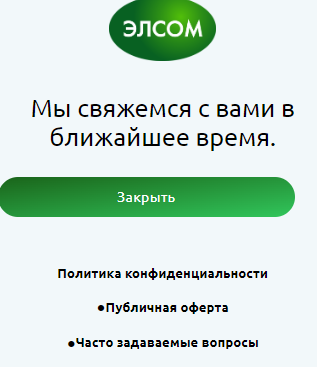 ЭЛСОМ
Мы свяжемся с вами в
ближайшее время.
Закрыть
Политика конфиденциальности
•Публичная оферта
•Часто задаваемые вопросы